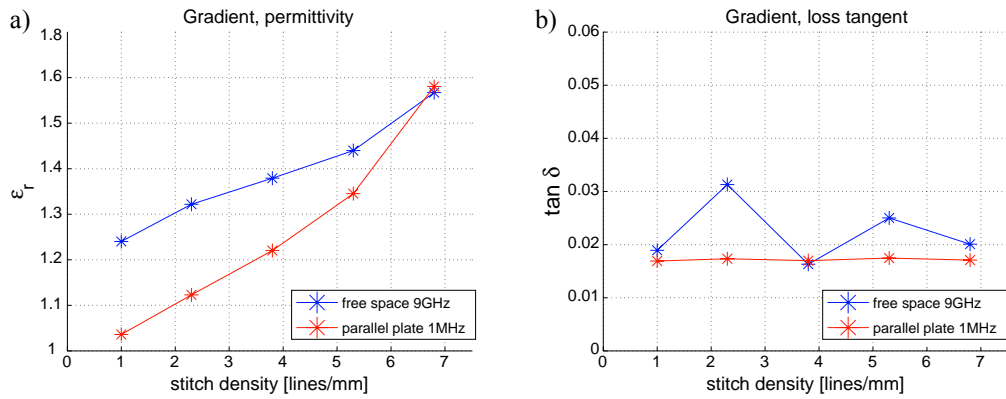 a)
Gradient, permittivity
1.7
1.6
1.5
1.4
1.3
1.2
1.1
1
εr
0 1 2 3 4 5 6 7
stitch density [lines/mm]
free space 9GHz
parallel plate 1MHz
b)
Gradient, loss tangent
0.06
0.05
0.04
0.03
0.02
0.01
0
tan δ
0 1 2 3 4 5 6 7
stitch density [lines/mm]
free space 9GHz
parallel plate 1MHz